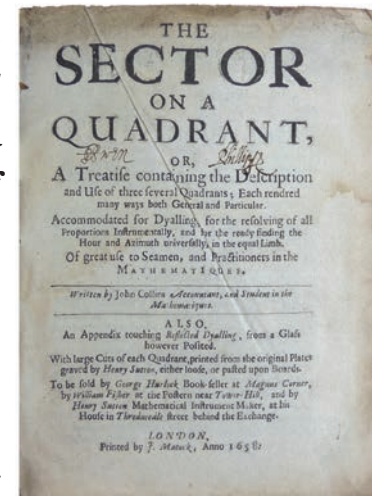 THE
SECTOR
ON A
QUADRANT,
OR,
A Treatise containing the Description
and Use of three several Quadrants; Each rendred
many ways both General and Particular.
Accommodated for Dyalling, for the resolving of all
Proportions Instrumentally, and for the ready finding the
Hour and Azimuth universally, in the equal Limb.
Of great use to Seamen, and Practitioners in the
MATHEMATIQUES.
Written by John Collins Accountant, and Student in the
Mathematiques.
ALSO,
An Appendix touching Reflected Dyalling, from a Glass
however Posited.
With large Cuts of each Quadrant, printed from the original Plates
graved by Henry Sutton, either loose, or pasted upon Boards.
To be sold by George Hurlock Book-seller at Magnus Corner,
by William Fisher at the Postern near Tower-Hill, and by
Henry Sutton Mathematical Instrument Maker, at his
House in Threadneedle street behind the Exchange.
LONDON,
Printed by J. Anno 1658: